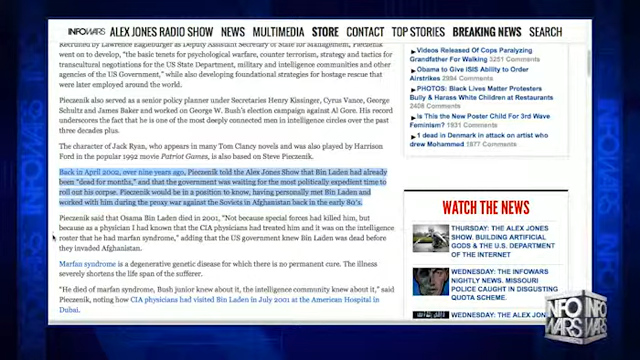 INFOWARS ALEX JONES RADIO SHOW NEWS MULTIMEDIA STORE CONTACT TOP STORIES BREAKING NEWS SEARCH
Recruited by Lawrence Eagleburger as Deputy Assistant Secretary of State for Management, Pieczenik
went on to develop, "the basic tenets for psychological warfare, counter terrorism, strategy and tactics for
transcultural negotiations for the US State Department, military and intelligence communities and other
agencies of the US Government," while also developing foundational strategies for hostage rescue that
were later employed around the world.
Pieczenik also served as a senior policy planner under Secretaries Henry Kissinger, Cyrus Vance, George
Schultz and James Baker and worked on George W. Bush's election campaign against Al Gore. His record
underscores the fact that he is one of the most deeply connected men in intelligence circles over the past
three decades plus.
The character of Jack Ryan, who appears in many Tom Clancy novels and was also played by Harrison
Ford in the popular 1992 movie Patriot Games, is also based on Steve Pieczenik.
Back in April 2002, over nine years ago, Pieczenik told the Alex Jones Show that Bin Laden had already
been "dead for months," and that the government was waiting for the most politically expedient time to
roll out his corpse. Pieczenik would be in a position to know, having personally met Bin Laden and
worked with him during the proxy war against the Soviets in Afghanistan back in the early 80's.
Pieczenik said that Osama Bin Laden died in 2001, "Not because special forces had killed him, but
because as a physician I had known that the CIA physicians had treated him and it was on the intelligence
roster that he had marfan syndrome," adding that the US government knew Bin Laden was dead before
they invaded Afghanistan.
Marfan syndrome is a degenerative genetic disease for which there is no permanent cure. The illness
severely shortens the life span of the sufferer.
"He died of marfan syndrome, Bush junior knew about it, the intelligence community knew about it," said
Pieczenik, noting how CIA physicians had visited Bin Laden in July 2001 at the American Hospital in
Dubai.
Videos Released Of Cops Paralyzing
Grandfather For Walking 3251 Comments
Obama to Give ISIS Ability to Order
Airstrikes 2994 Comments
PHOTOS: Black Lives Matter Protesters
Bully & Harass White Children at Restaurants
2408 Comments
Is This the New Poster Child For 3rd Wave
Feminism? 1931 Comments
1 dead in Denmark at attack on artist who
drew Mohammed 1877 Comments
WATCH THE NEWS
THURSDAY: THE ALEX
JONES SHOW. BUILDING ARTIFICIAL
GODS & THE U.S. DEPARTMENT
OF THE INTERNET
WEDNESDAY: THE INFOWARS
NIGHTLY NEWS. MISSOURI
POLICE CAUGHT IN DISGUSTING
QUOTA SCHEME.
WEDNESDAY: THE ALEX
INFO WARS
INFO WARS